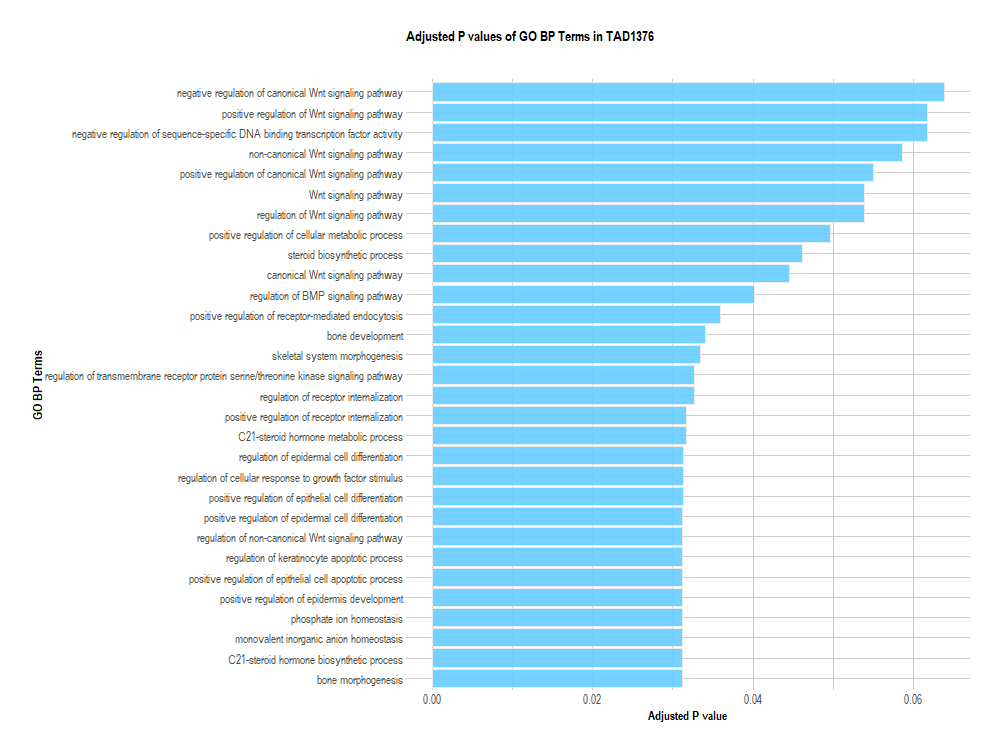 Adjusted P values of GO BP Terms in TAD1376
negative regulation of canonical Wnt signaling pathway
positive regulation of Wnt signaling pathway
negative regulation of sequence-specific DNA binding transcription factor activity
non-canonical Wnt signaling pathway
positive regulation of canonical Wnt signaling pathway
Wnt signaling pathway
regulation of Wnt signaling pathway
positive regulation of cellular metabolic process
steroid biosynthetic process
canonical Wnt signaling pathway
regulation of BMP signaling pathway
positive regulation of receptor-mediated endocytosis
bone development
skeletal system morphogenesis
regulation of transmembrane receptor protein serine/threonine kinase signaling pathway
regulation of receptor internalization
positive regulation of receptor internalization
C21-steroid hormone metabolic process
regulation of epidermal cell differentiation
regulation of cellular response to growth factor stimulus
positive regulation of epithelial cell differentiation
positive regulation of epidermal cell differentiation
regulation of non-canonical Wnt signaling pathway
regulation of keratinocyte apoptotic process
positive regulation of epithelial cell apoptotic process
positive regulation of epidermis development
phosphate ion homeostasis
monovalent inorganic anion homeostasis
C21-steroid hormone biosynthetic process
bone morphogenesis
GO BP Terms
0.00 0.02 0.04 0.06
Adjusted P value